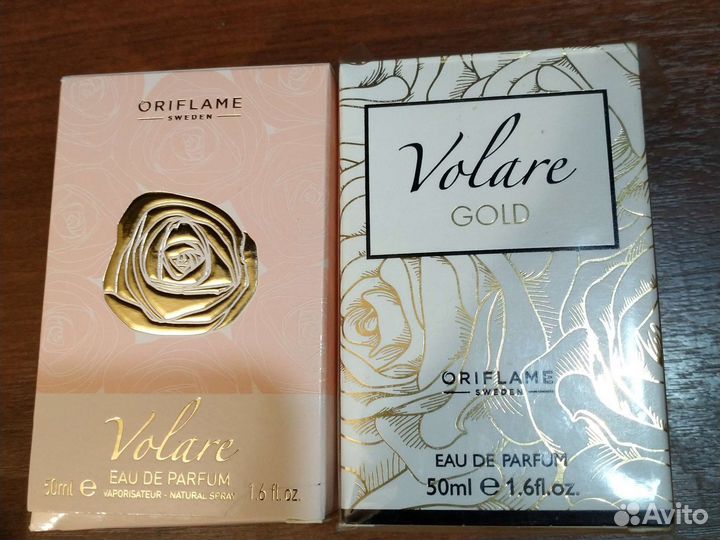 ORIFLAME
SWEDEN
Volare
EAU DE PARFUM
50ml e VAPORISATEUR - NATURAL SPRAY 1.6 fl.oz.
Volare
GOLD
ORIFLAME
SWEDEN
EAU DE PARFUM
50ml e 1.6fl.oz.
Avito